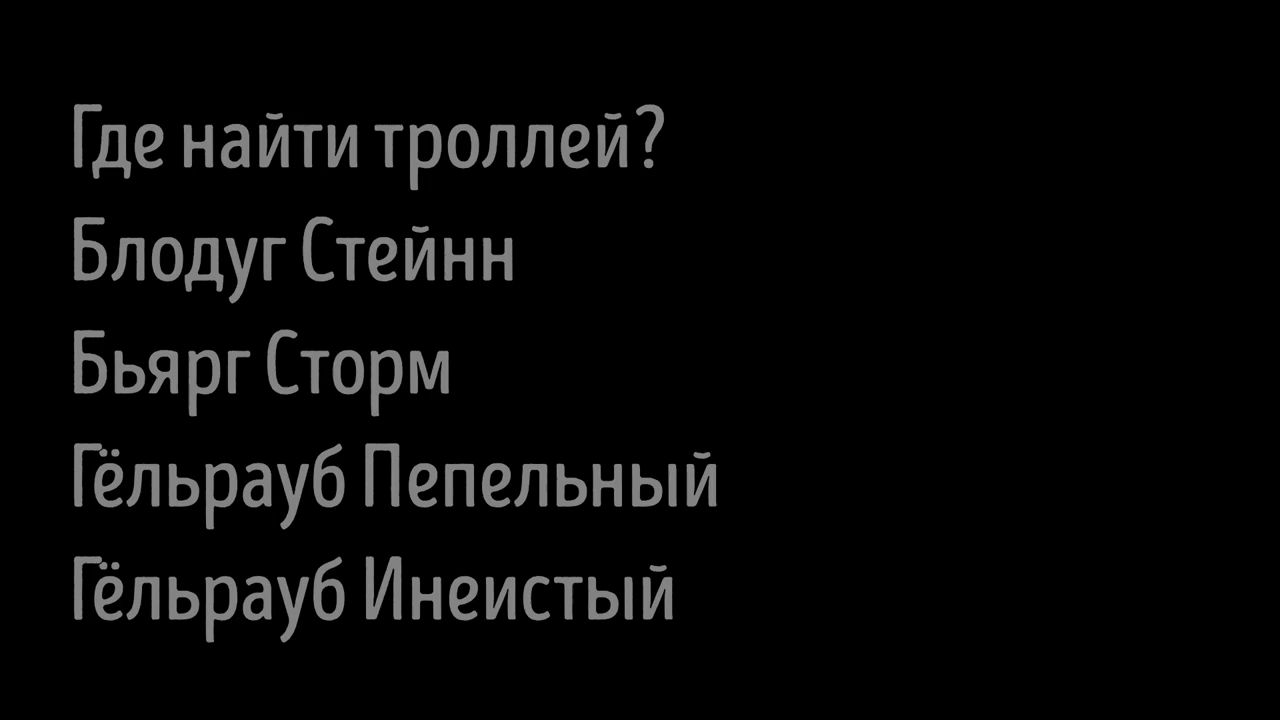 Где найти троллей?
Блодуг Стейнн
Бьярг Сторм
Гёльрауб Пепельный
Гёльрауб Инеистый